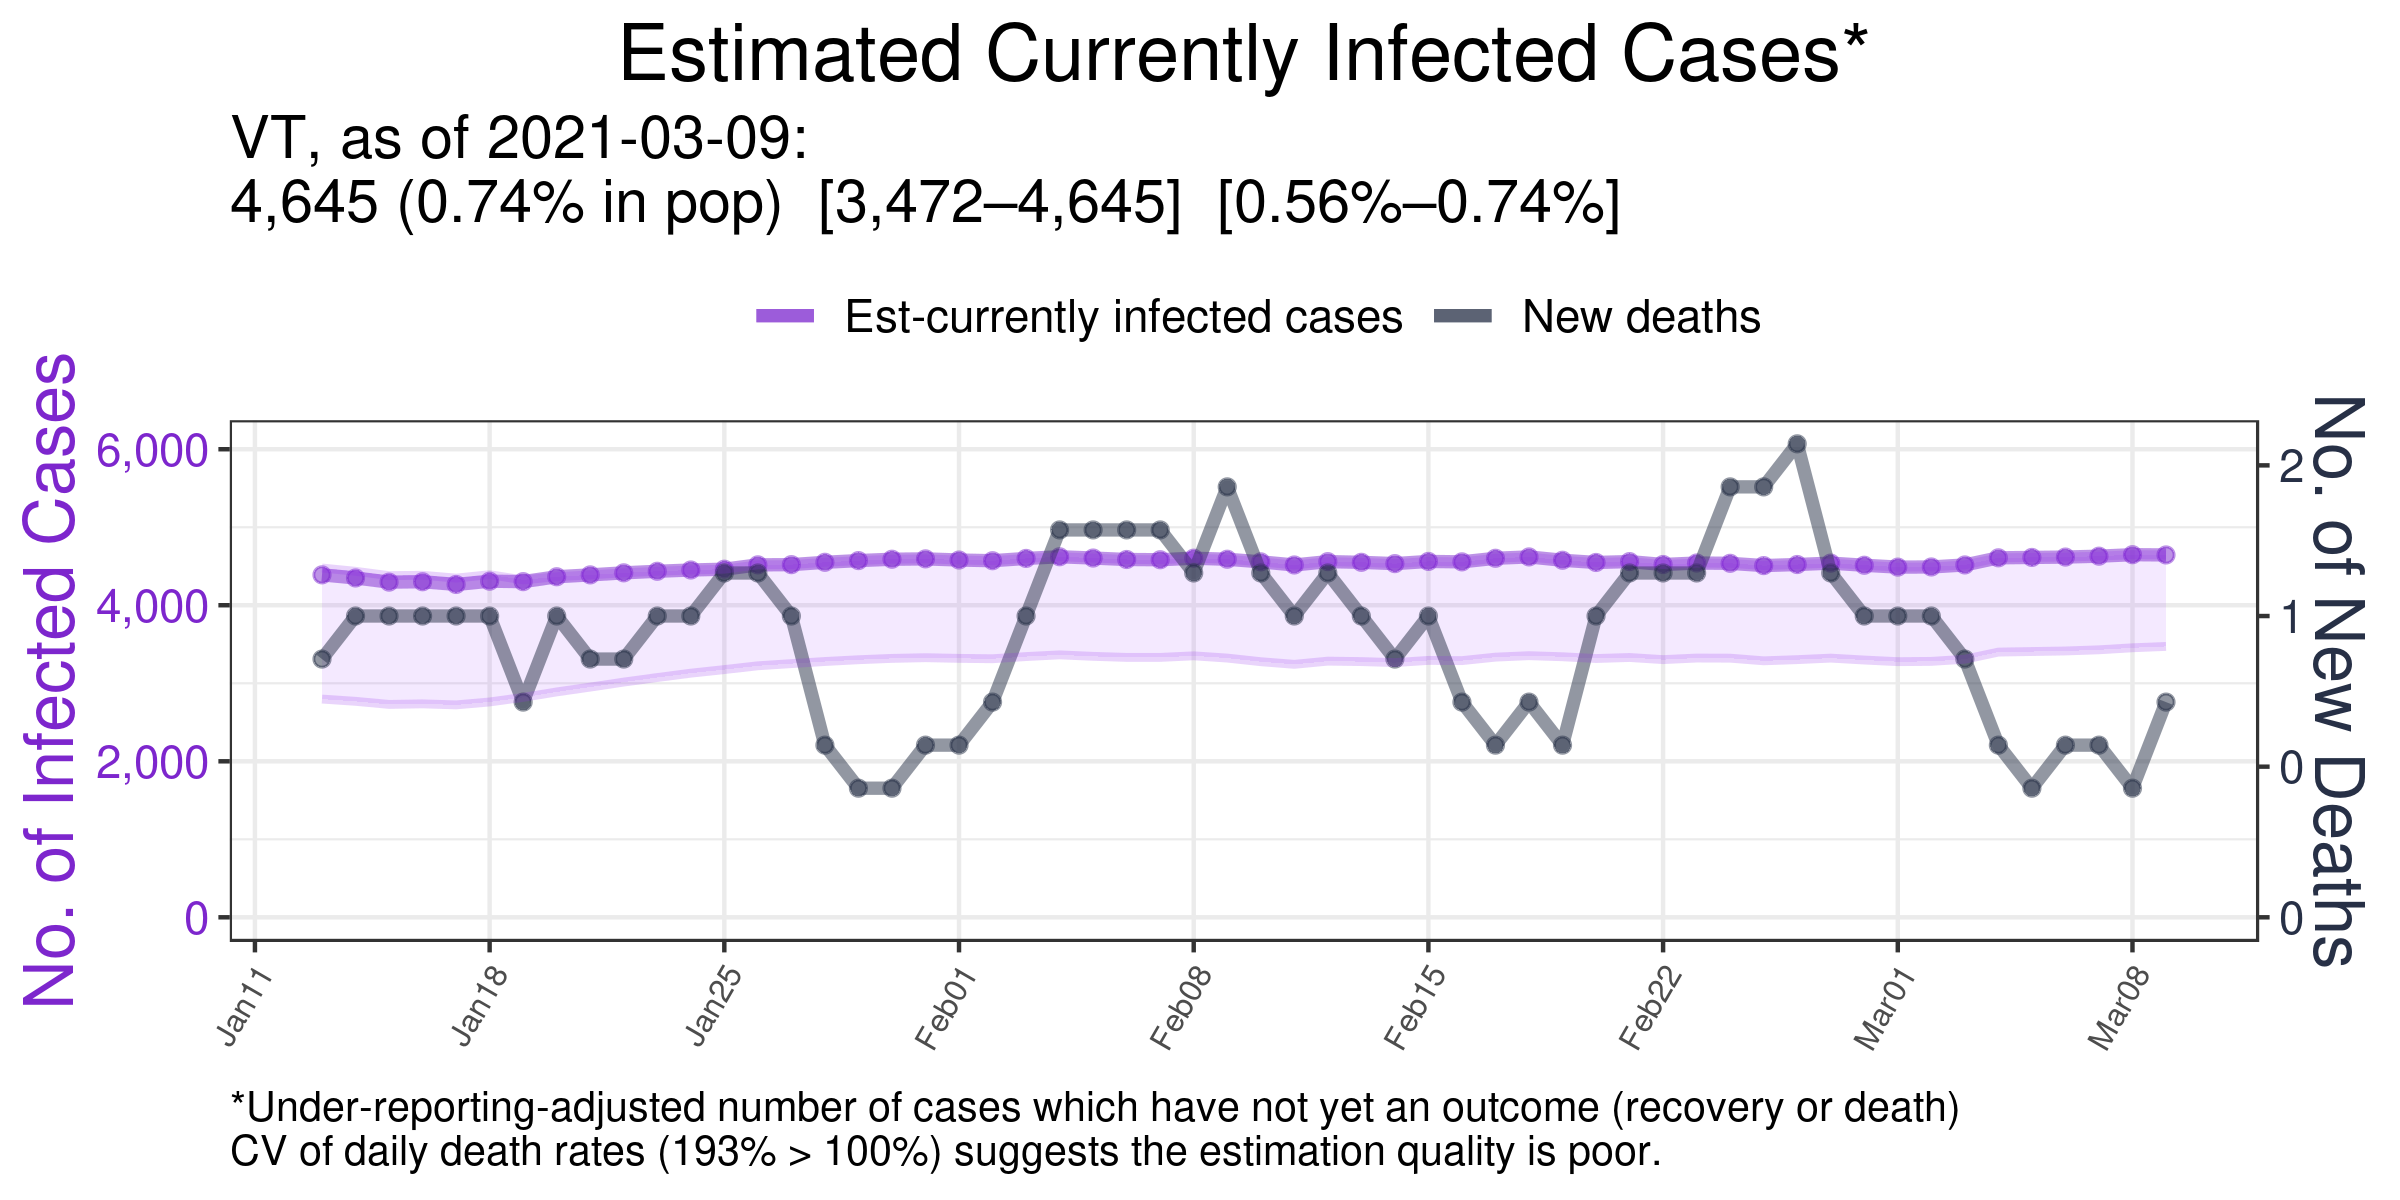 Estimated Currently Infected Cases*
VT, as of 2021-03-09:
4,645 (0.74% in pop)  [3,472–4,645]  [0.56%–0.74%]
Est-currently infected cases
New deaths
No. of Infected Cases
6,000
4,000
2,000
0
2
1
0
0
No. of New Deaths
Jan11
Jan18
Jan25
Feb01
Feb08
Feb15
Feb22
Mar01
Mar08
*Under-reporting-adjusted number of cases which have not yet an outcome (recovery or death)
CV of daily death rates (193% > 100%) suggests the estimation quality is poor.